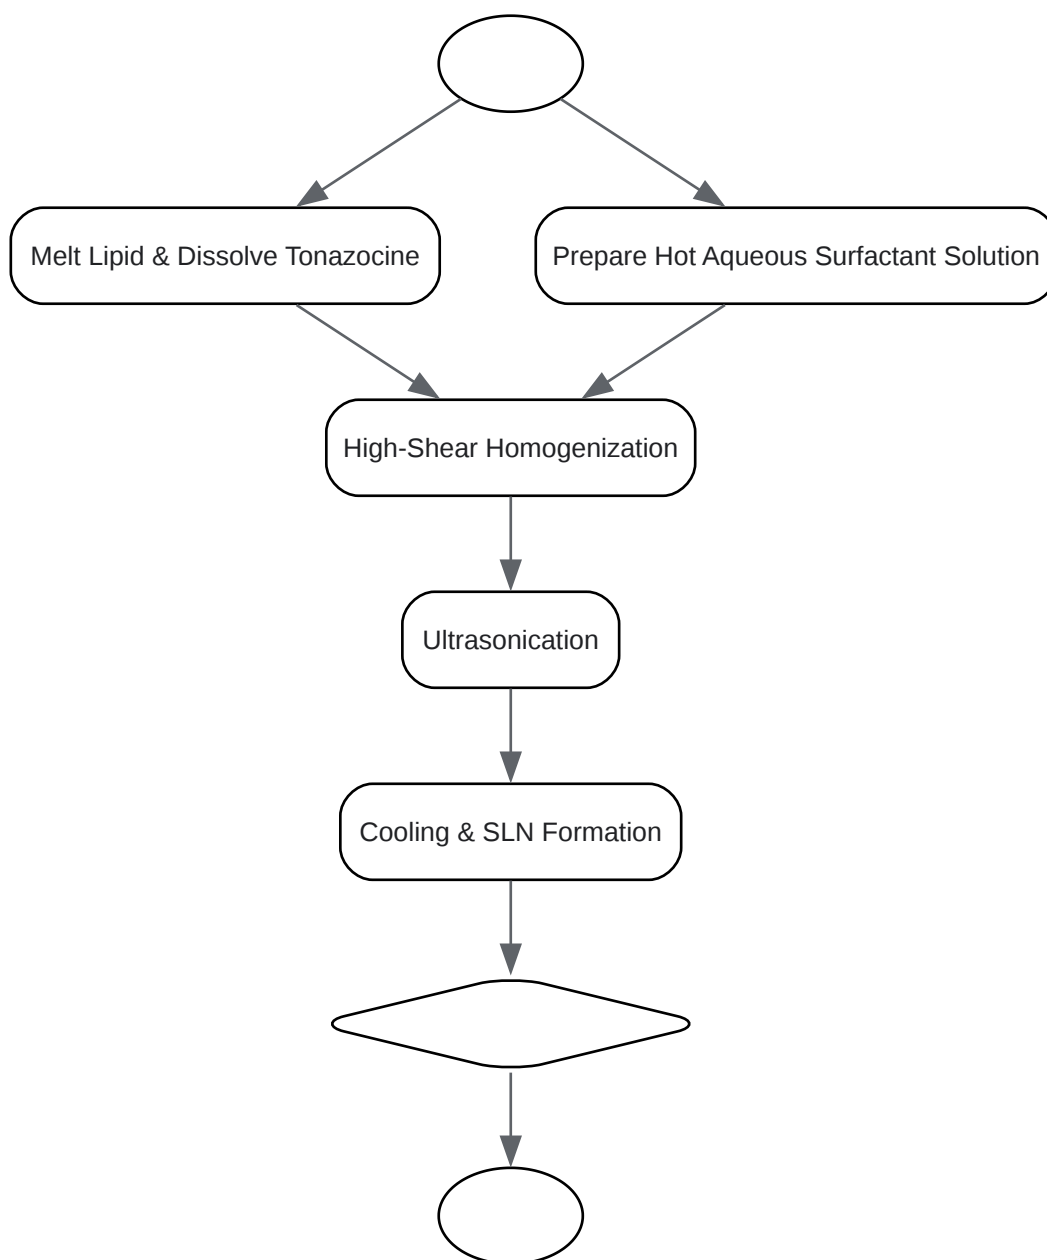 Melt Lipid & Dissolve Tonazocine
Prepare Hot Aqueous Surfactant Solution
High-Shear Homogenization
Ultrasonication
Cooling & SLN Formation